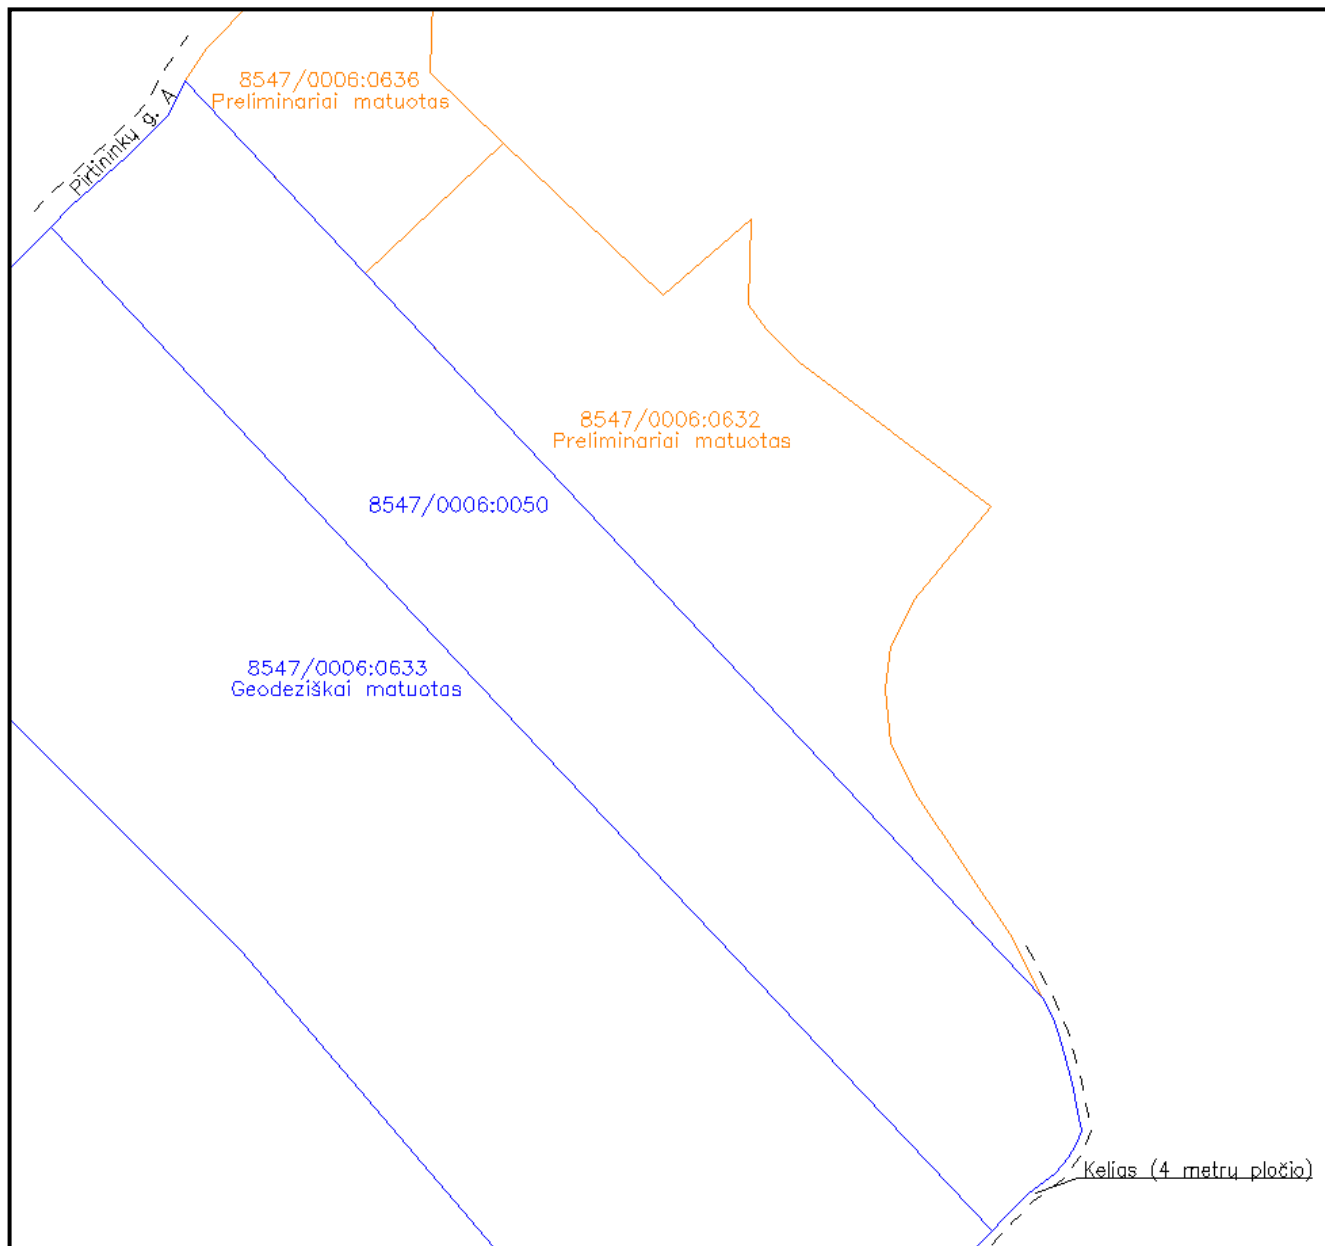 8547/0006:0636
Preliminariai matuotas
Pirtininkų g. A
8547/0006:0632
Preliminariai matuotas
8547/0006:0050
8547/0006:0633
Geodeziškai matuotas
Kelias (4 metrų pločio)